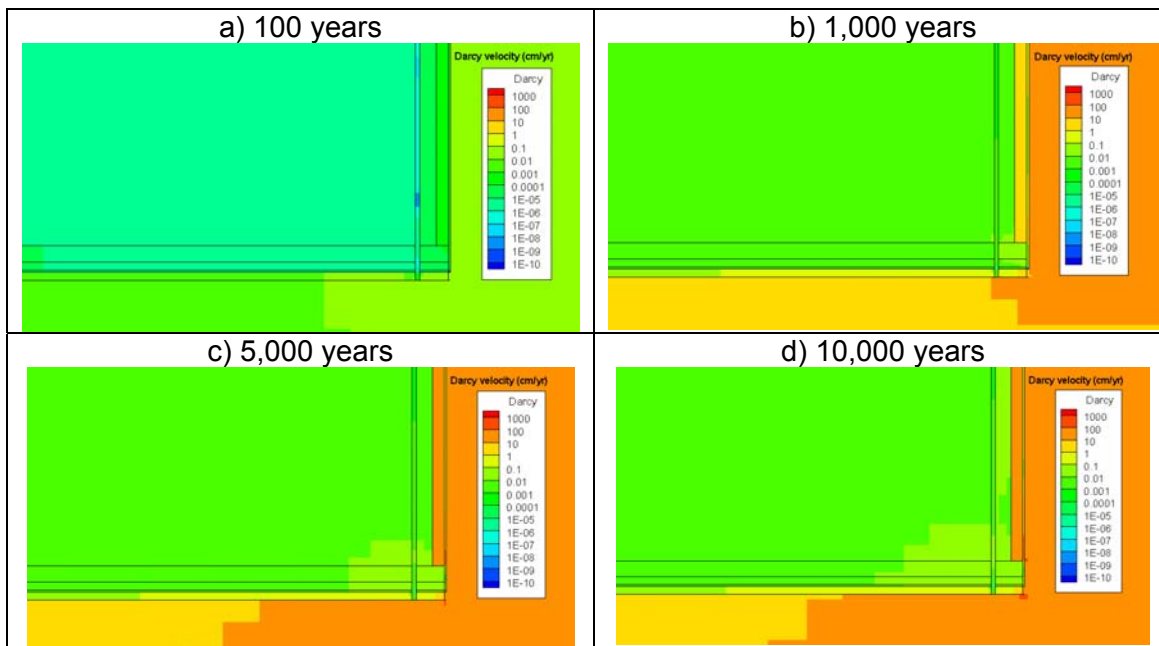 a) 100 years
Darcy velocity (cm/yr)
Darcy
1000
100
10
1
0.1
0.01
0.001
0.0001
1E-05
1E-06
1E-07
1E-08
1E-09
1E-10
b) 1,000 years
Darcy velocity (cm/yr)
Darcy
1000
100
10
1
0.1
0.01
0.001
0.0001
1E-05
1E-06
1E-07
1E-08
1E-09
1E-10
c) 5,000 years
Darcy velocity (cm/yr)
Darcy
1000
100
10
1
0.1
0.01
0.001
0.0001
1E-05
1E-06
1E-07
1E-08
1E-09
1E-10
d) 10,000 years
Darcy velocity (cm/yr)
Darcy
1000
100
10
1
0.1
0.01
0.001
0.0001
1E-05
1E-06
1E-07
1E-08
1E-09
1E-10